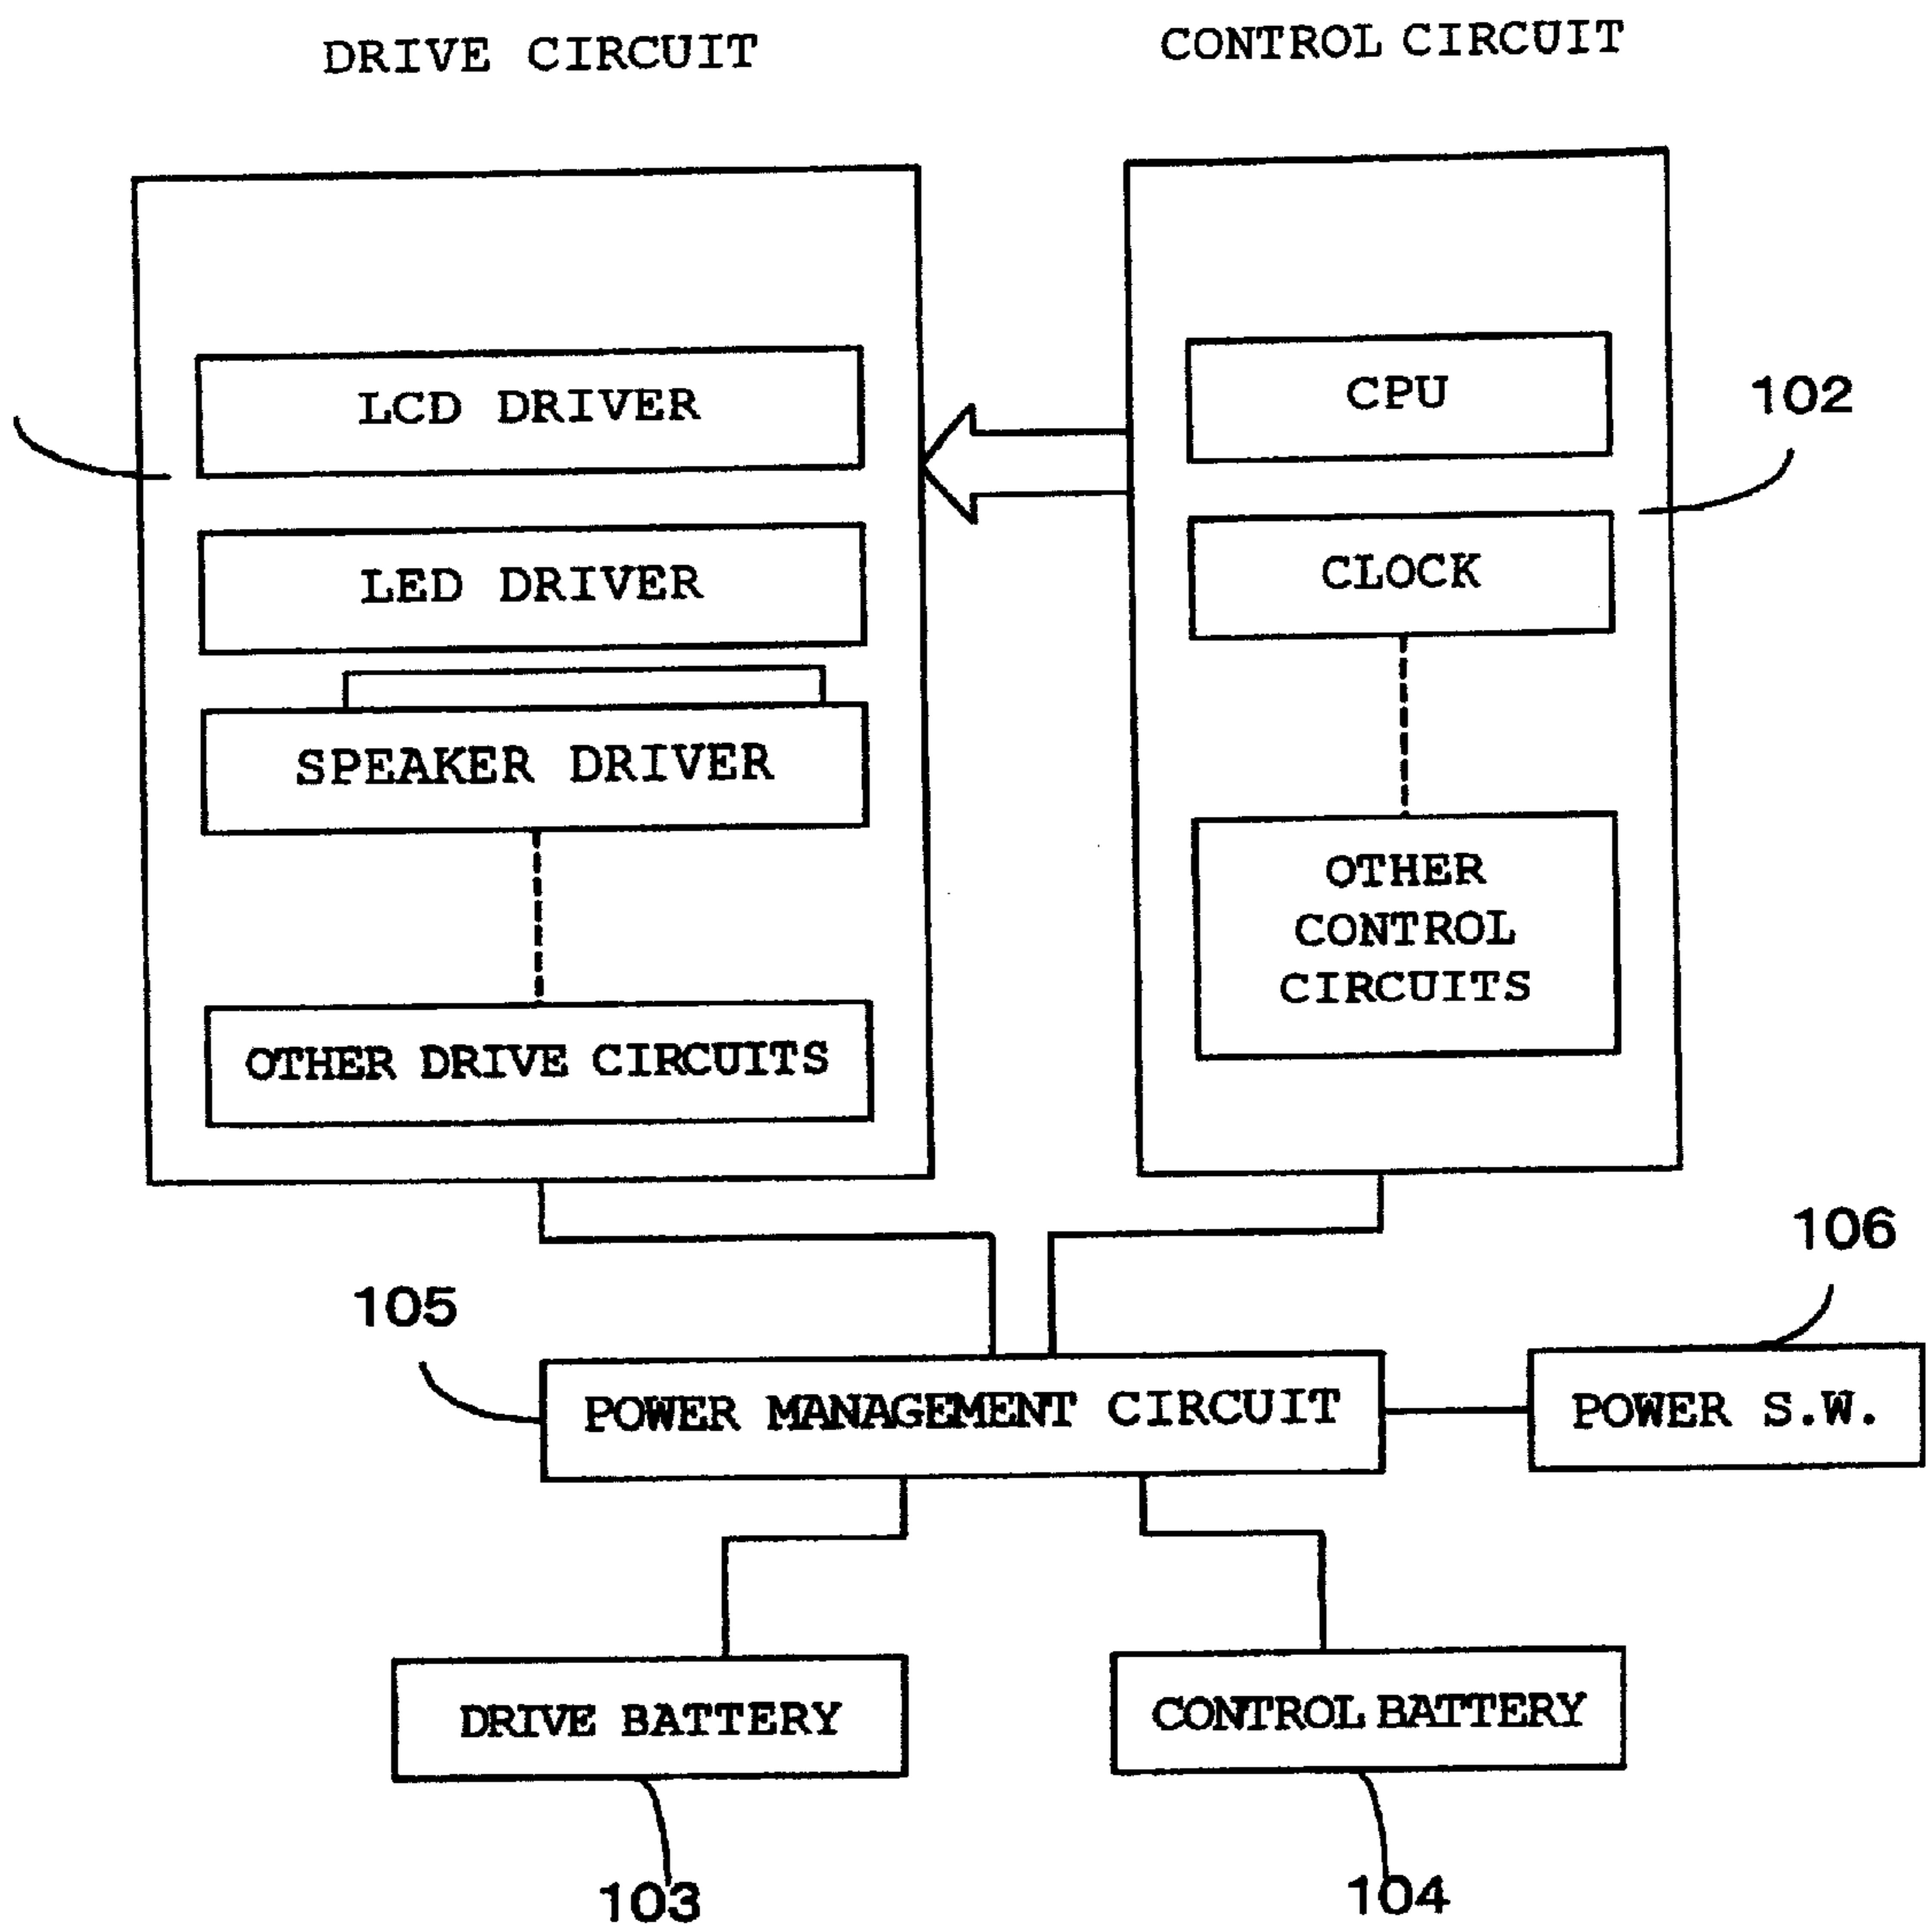 DRIVE CIRCUIT
CONTROL CIRCUIT
LCD DRIVER
LED DRIVER
SPEAKER DRIVER
OTHER DRIVE CIRCUITS
CPU
102
CLOCK
OTHER
CONTROL
CIRCUITS
106
105
POWER MANAGEMENT CIRCUIT
POWER S.W.
DRIVE BATTERY
CONTROL BATTERY
103
104